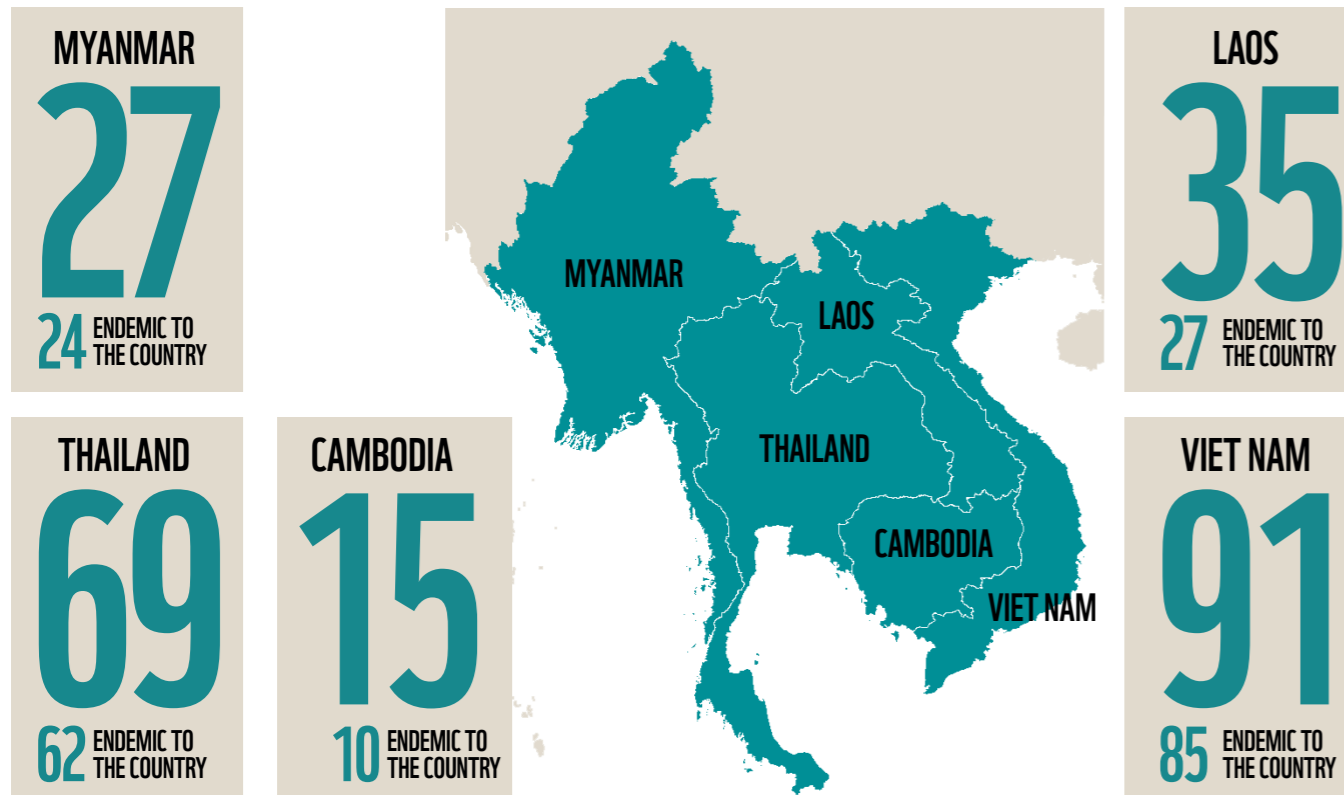 MYANMAR
27
24 ENDEMIC TO
THE COUNTRY
THAILAND
69
62 ENDEMIC TO
THE COUNTRY
CAMBODIA
15
10 ENDEMIC TO
THE COUNTRY
MYANMAR
LAOS
THAILAND
CAMBODIA
VIET NAM
LAOS
35
27 ENDEMIC TO
THE COUNTRY
VIET NAM
91
85 ENDEMIC TO
THE COUNTRY